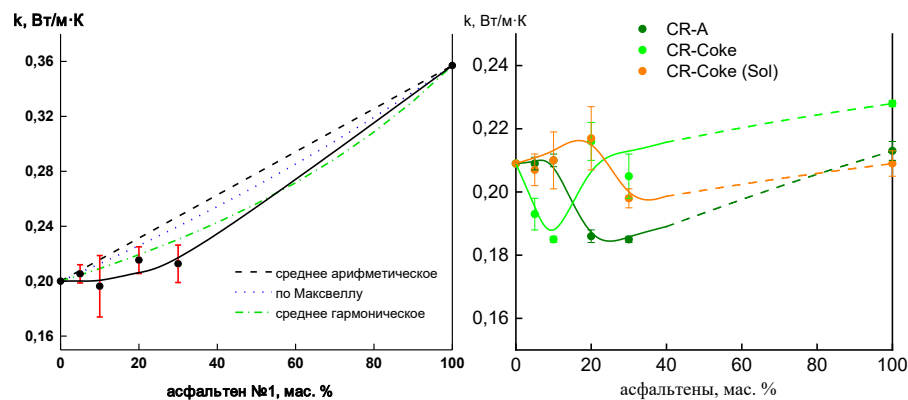 k, Вт/м·К
0,36
0,32
0,28
0,24
0,20
0,16
среднее арифметическое
по Максвеллу
среднее гармоническое
0
20
40
60
80
100
асфальтен №1, мас. %
k, Вт/м·К
CR-A
CR-Coke
CR-Coke (Sol)
0,24
0,22
0,20
0,18
0,16
0
20
40
60
80
100
асфальтены, мас. %